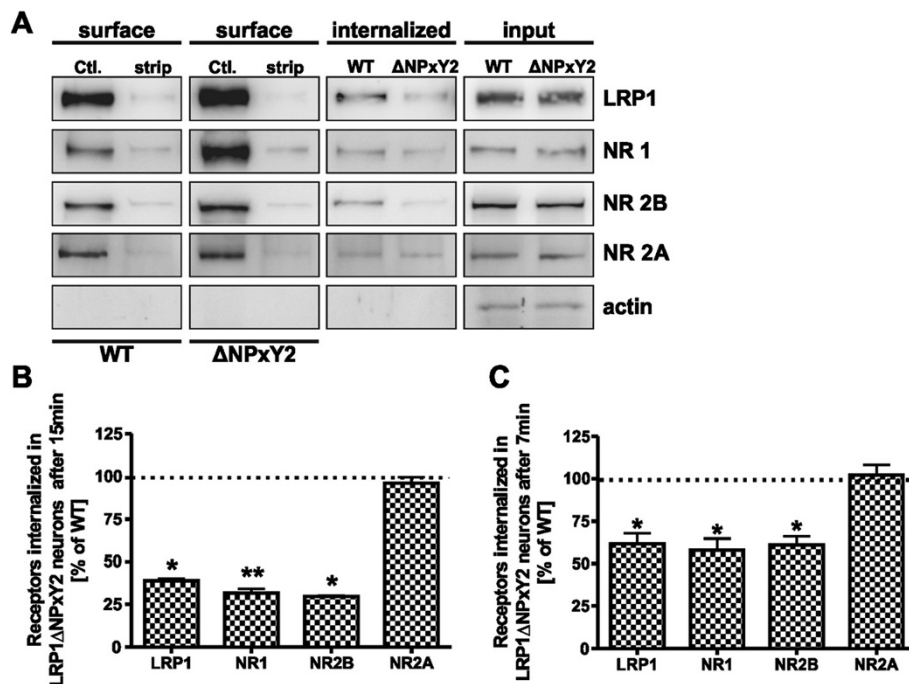 A
surface surface internalized input
Ctl. strip Ctl. strip WT ΔNPxY2 WT ΔNPxY2
LRP1
NR 1
NR 2B
NR 2A
actin
WT ΔNPxY2
B
Receptors internalized in
LRP1ΔNPxY2 neurons after 15min
[% of WT]
125
100
75
50
25
0
* ** *
LRP1 NR1 NR2B NR2A
C
Receptors internalized in
LRP1ΔNPxY2 neurons after 7min
[% of WT]
125
100
75
50
25
0
* * *
LRP1 NR1 NR2B NR2A